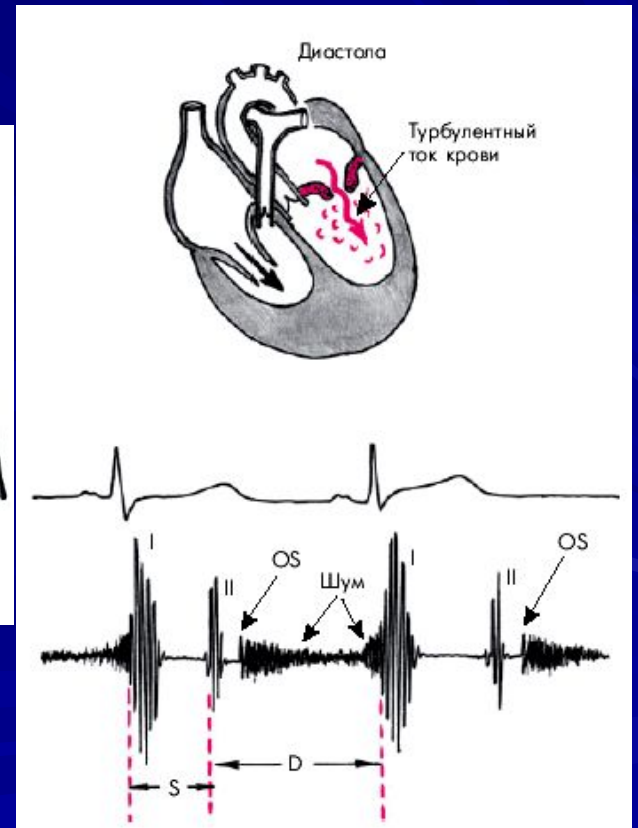 Диастола
Турбулентный
ток крови
I
II
OS
Шум
I
II
OS
S
D